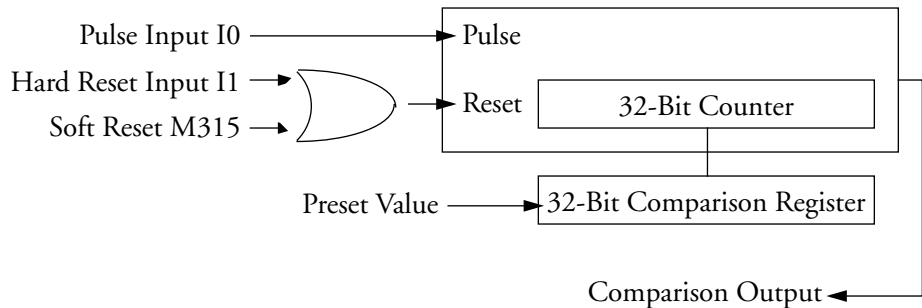 Pulse Input I0
Pulse
Hard Reset Input I1
Soft Reset M315
Reset
32-Bit Counter
Preset Value
32-Bit Comparison Register
Comparison Output